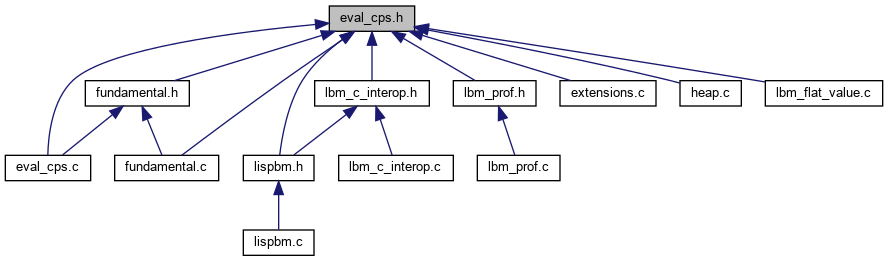 eval_cps.h
fundamental.h
lbm_c_interop.h
lbm_prof.h
extensions.c
heap.c
lbm_flat_value.c
eval_cps.c
fundamental.c
lispbm.h
lbm_c_interop.c
lbm_prof.c
lispbm.c